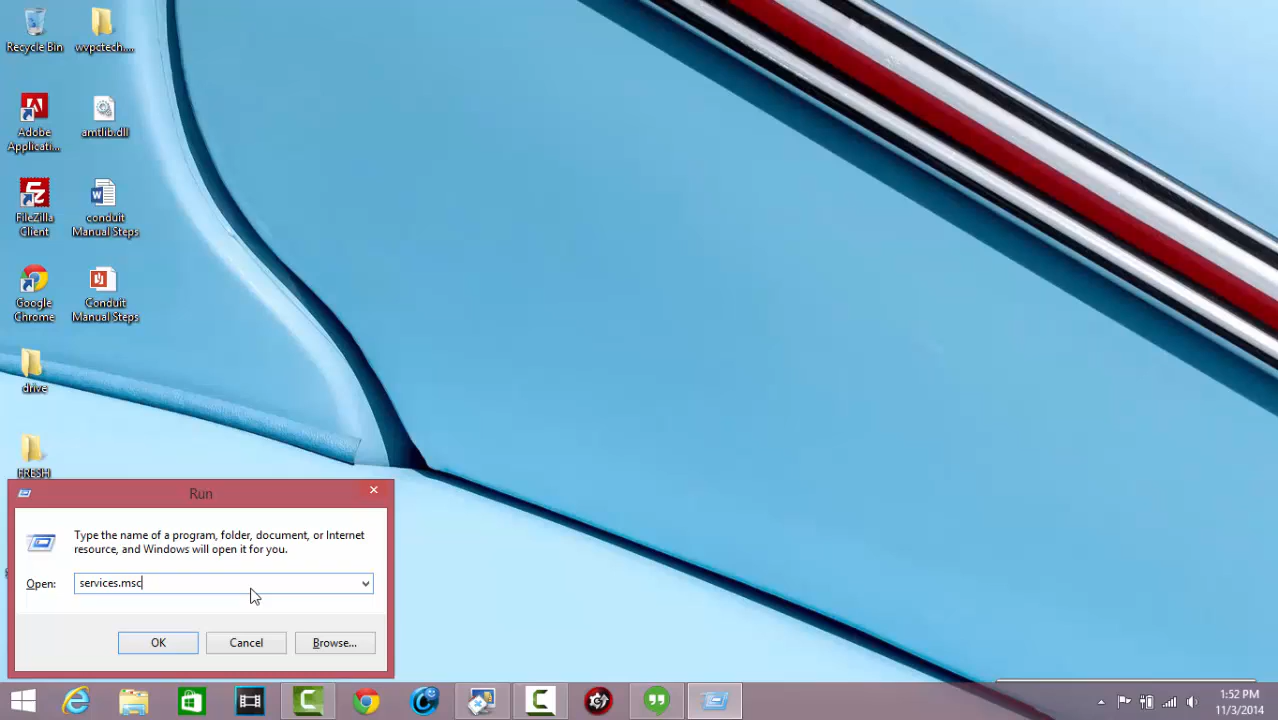 Recycle Bin
wvpctech....
Adobe
Applicati...
amtlib.dll
FileZilla
Client
conduit
Manual Steps
Google
Chrome
Conduit
Manual Steps
drive
FRESH
Run
Type the name of a program, folder, document, or Internet
resource, and Windows will open it for you.
Open:
services.msc
OK
Cancel
Browse...
1:52 PM
11/3/2014